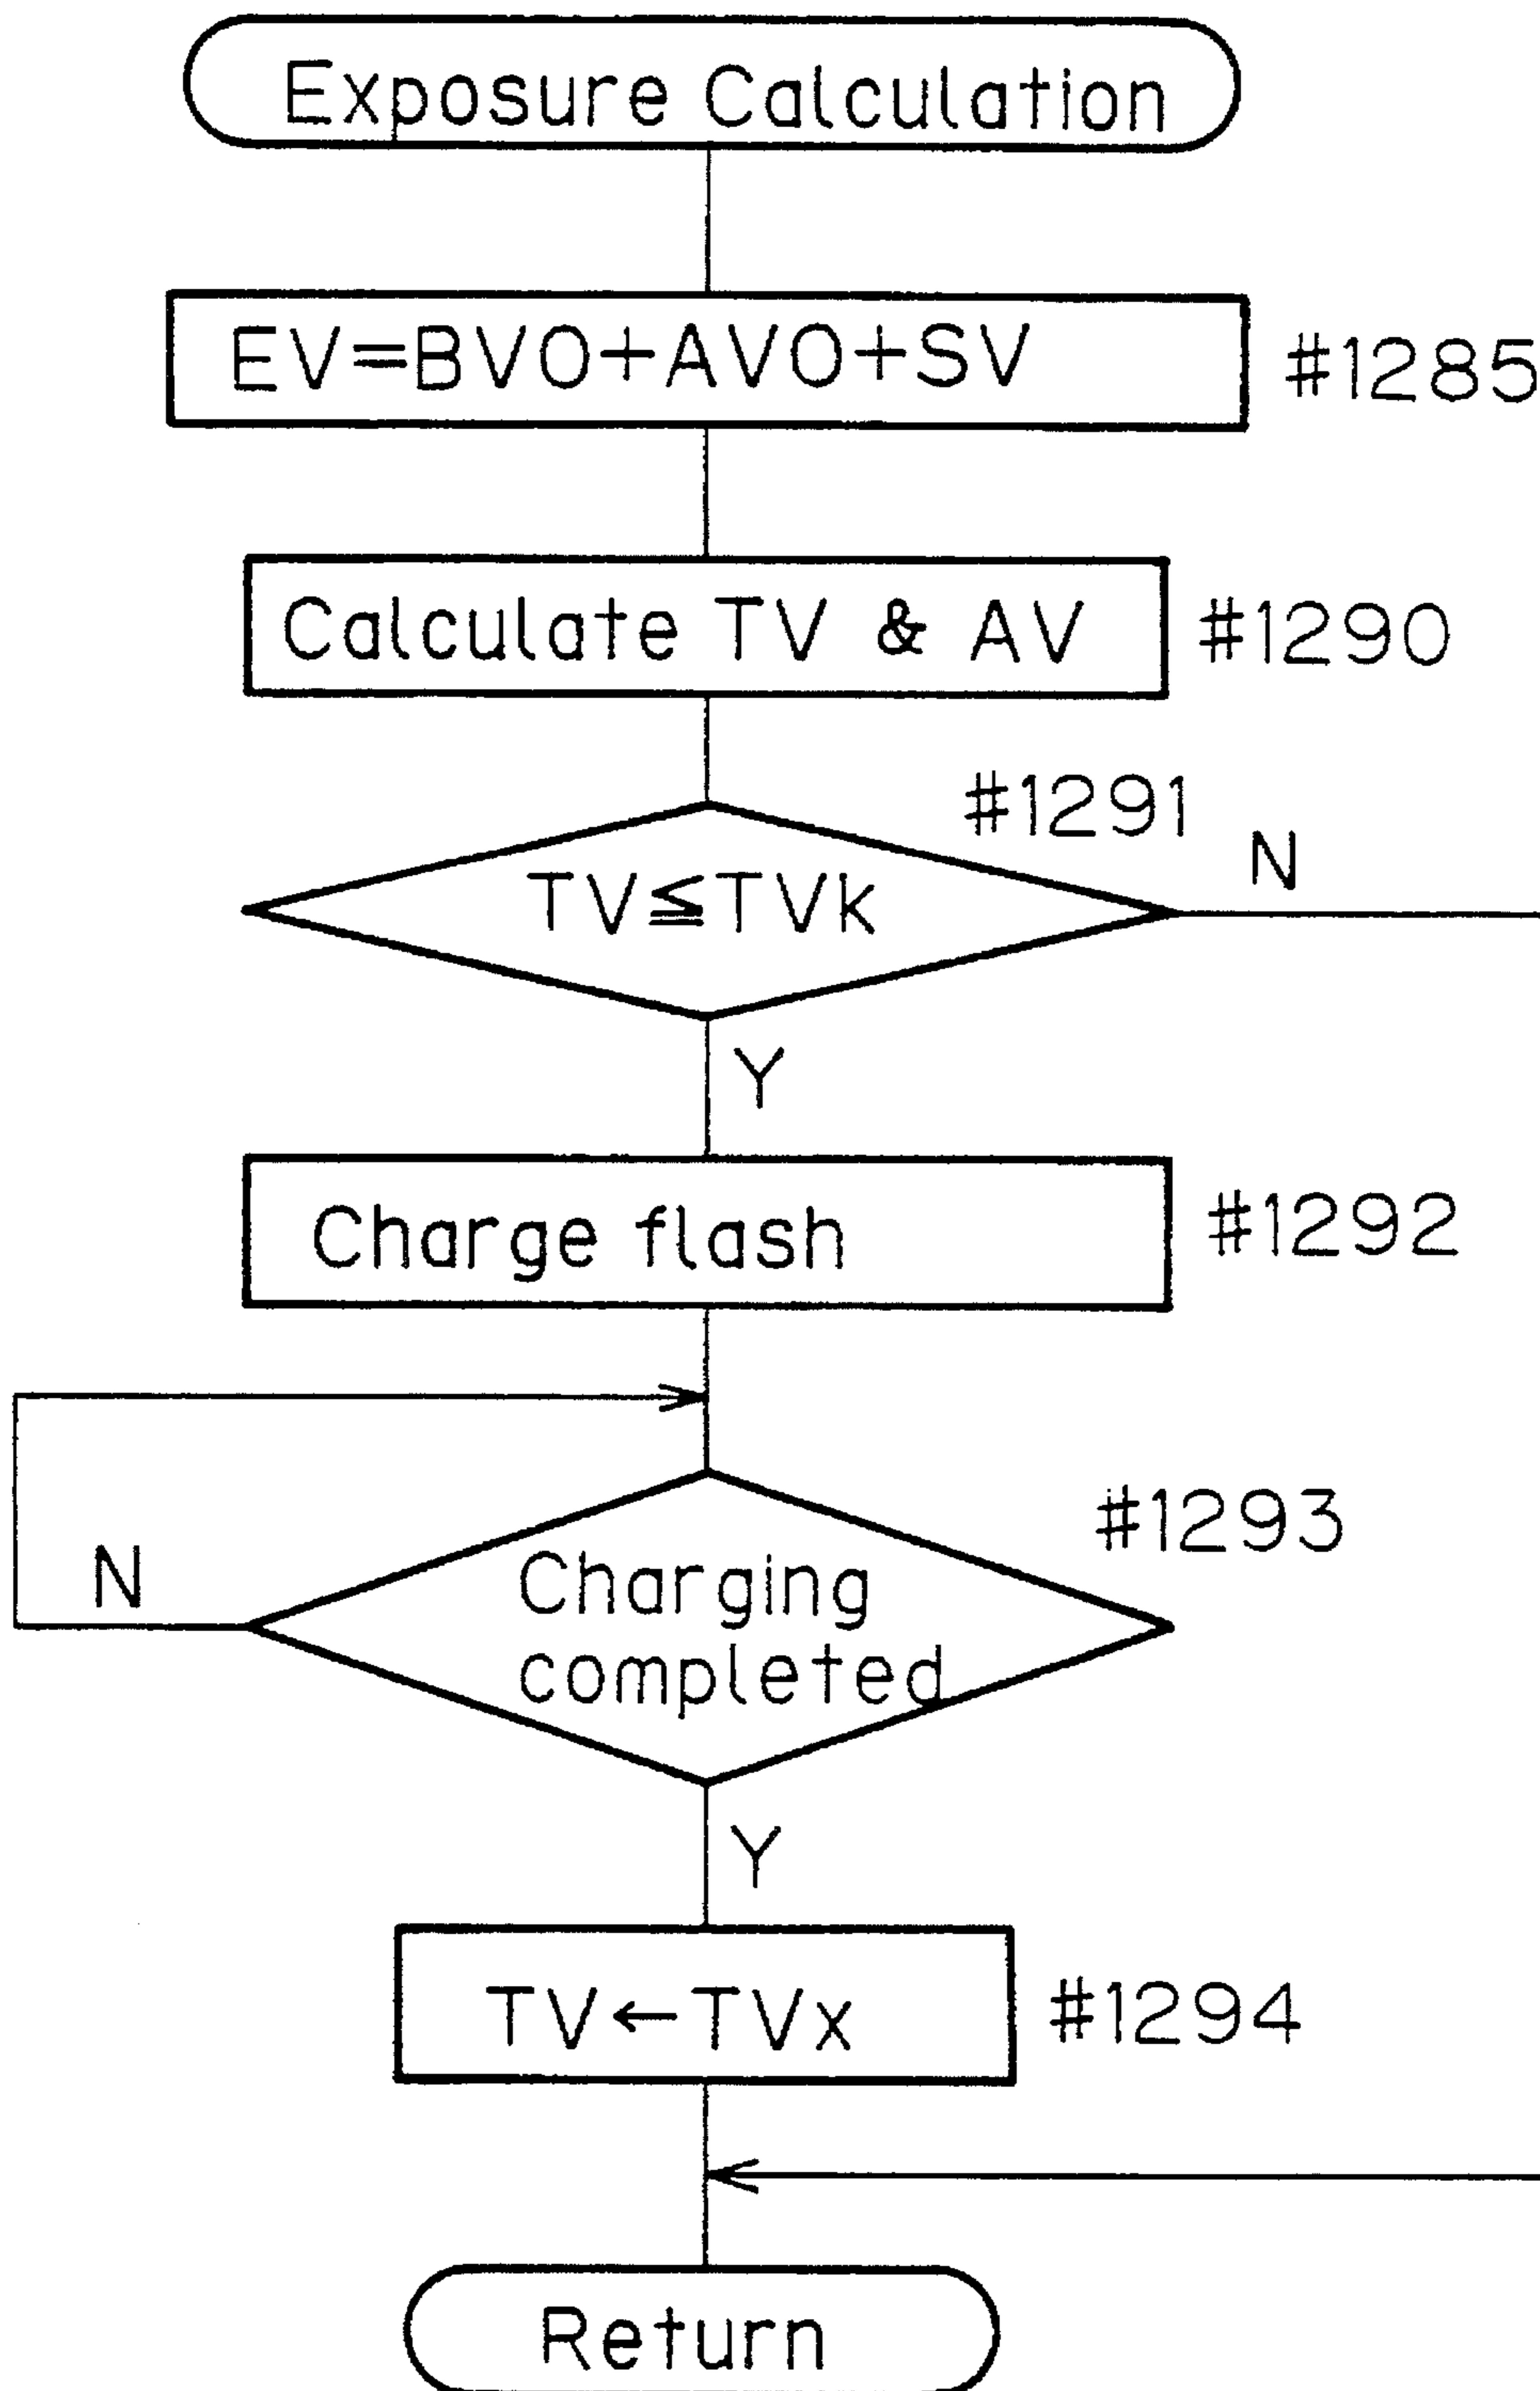 Exposure Calculation
EV=BVO+AVO+SV
#1285
Calculate TV & AV
#1290
#1291
N
TV≦TVk
Y
Charge flash
#1292
#1293
N
Charging
completed
Y
TV←TVx
#1294
Return